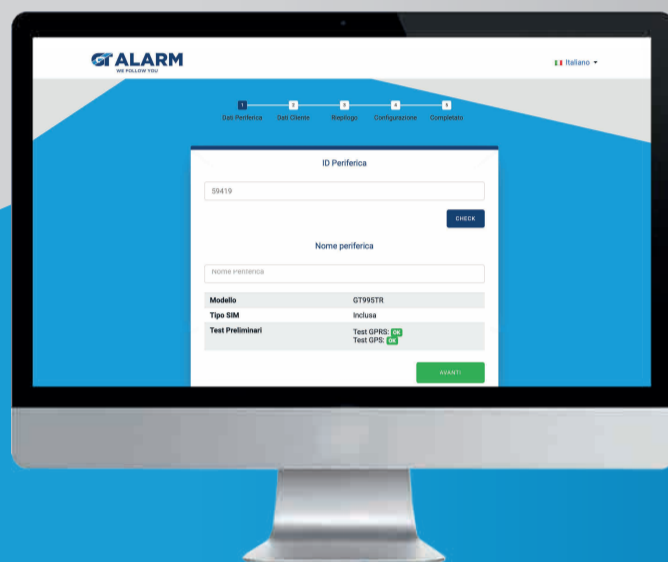 GT ALARM
WE FOLLOW YOU
Italiano
1 2 3 4 5
Dati Periferica Dati Cliente Riepilogo Configurazione Completato
ID Periferica
59419
CHECK
Nome periferica
Nome Periferica
Modello GT995TR
Tipo SIM Inclusa
Test Preliminari Test GPRS: OK
Test GPS: OK
AVANTI